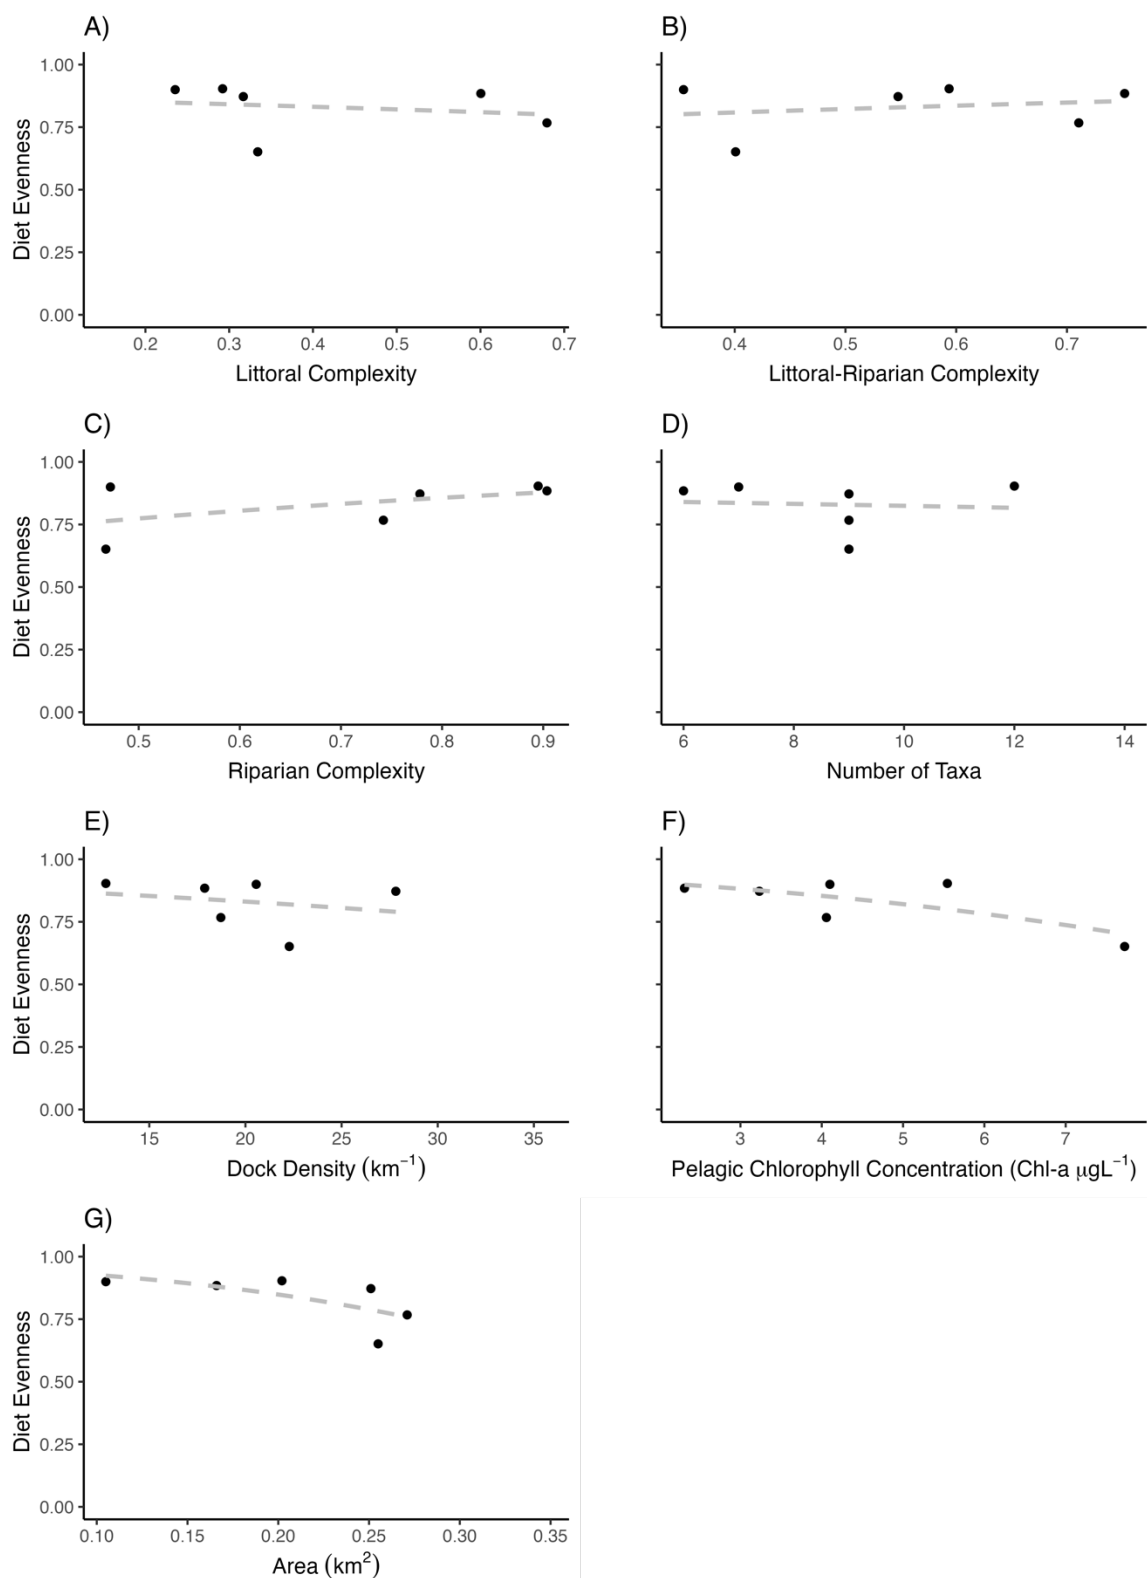 A)
1.00
0.75
0.50
0.25
0.00
Diet Evenness
0.2 0.3 0.4 0.5 0.6 0.7
Littoral Complexity
B)
0.4 0.5 0.6 0.7
Littoral-Riparian Complexity
C)
1.00
0.75
0.50
0.25
0.00
Diet Evenness
0.5 0.6 0.7 0.8 0.9
Riparian Complexity
D)
6 8 10 12 14
Number of Taxa
E)
1.00
0.75
0.50
0.25
0.00
Diet Evenness
15 20 25 30 35
Dock Density (km⁻¹)
F)
3 4 5 6 7
Pelagic Chlorophyll Concentration (Chl-a μgL⁻¹)
G)
1.00
0.75
0.50
0.25
0.00
Diet Evenness
0.10 0.15 0.20 0.25 0.30 0.35
Area (km²)